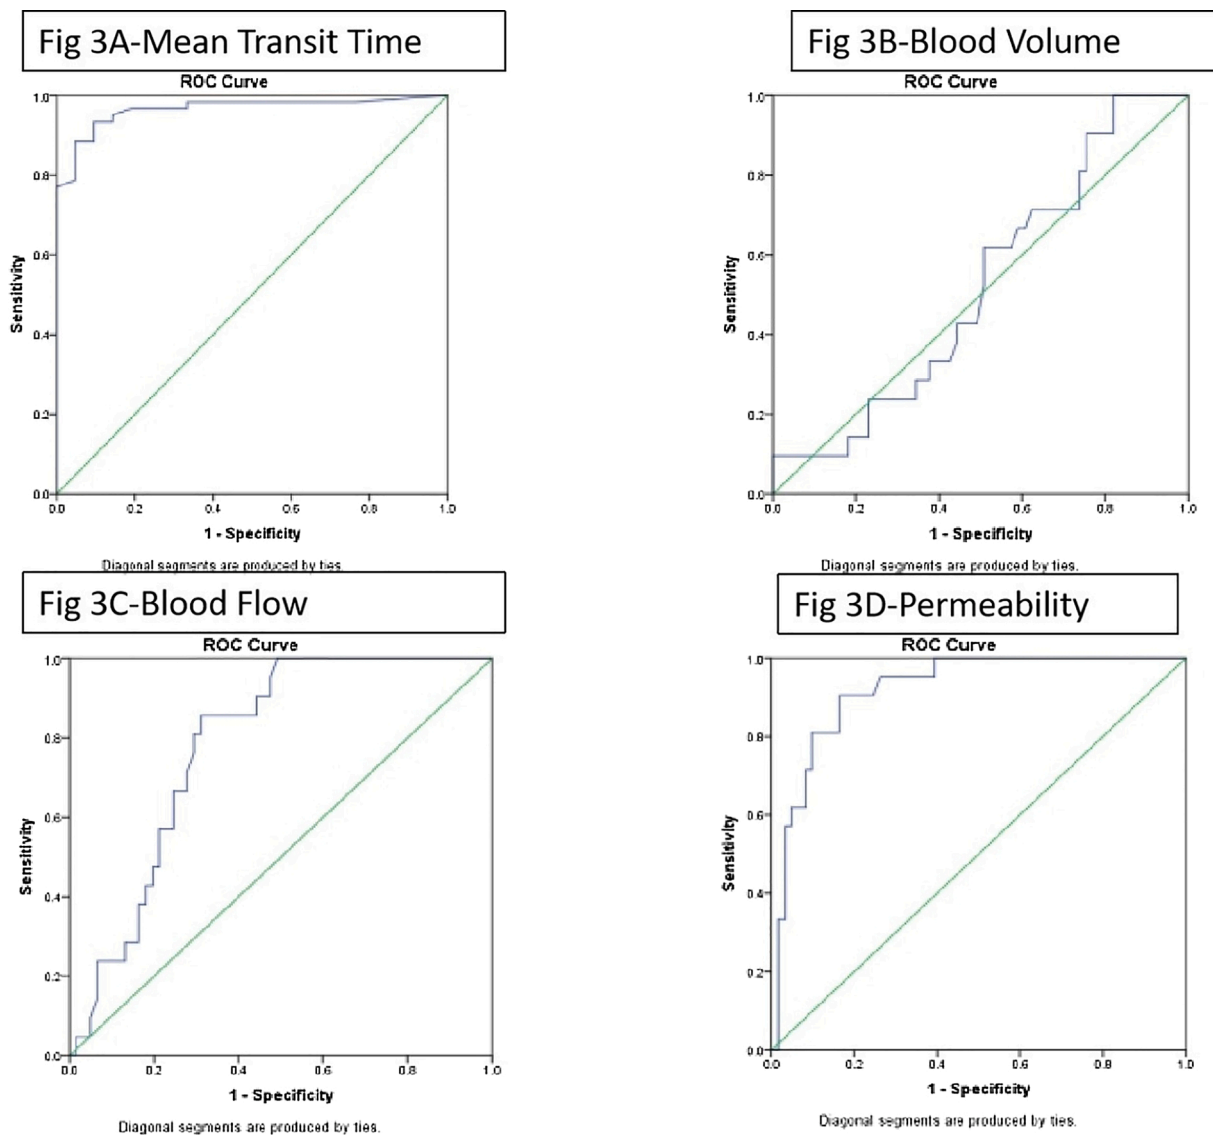 Fig 3A-Mean Transit Time
ROC Curve
1.0
0.8
0.6
0.4
0.2
0.0
Sensitivity
0.0 0.2 0.4 0.6 0.8 1.0
1 - Specificity
Diagonal segments are produced by ties.
Fig 3B-Blood Volume
ROC Curve
1.0
0.8
0.6
0.4
0.2
0.0
Sensitivity
0.0 0.2 0.4 0.6 0.8 1.0
1 - Specificity
Diagonal segments are produced by ties.
Fig 3C-Blood Flow
ROC Curve
1.0
0.8
0.6
0.4
0.2
0.0
Sensitivity
0.0 0.2 0.4 0.6 0.8 1.0
1 - Specificity
Diagonal segments are produced by ties.
Fig 3D-Permeability
ROC Curve
1.0
0.8
0.6
0.4
0.2
0.0
Sensitivity
0.0 0.2 0.4 0.6 0.8 1.0
1 - Specificity
Diagonal segments are produced by ties.